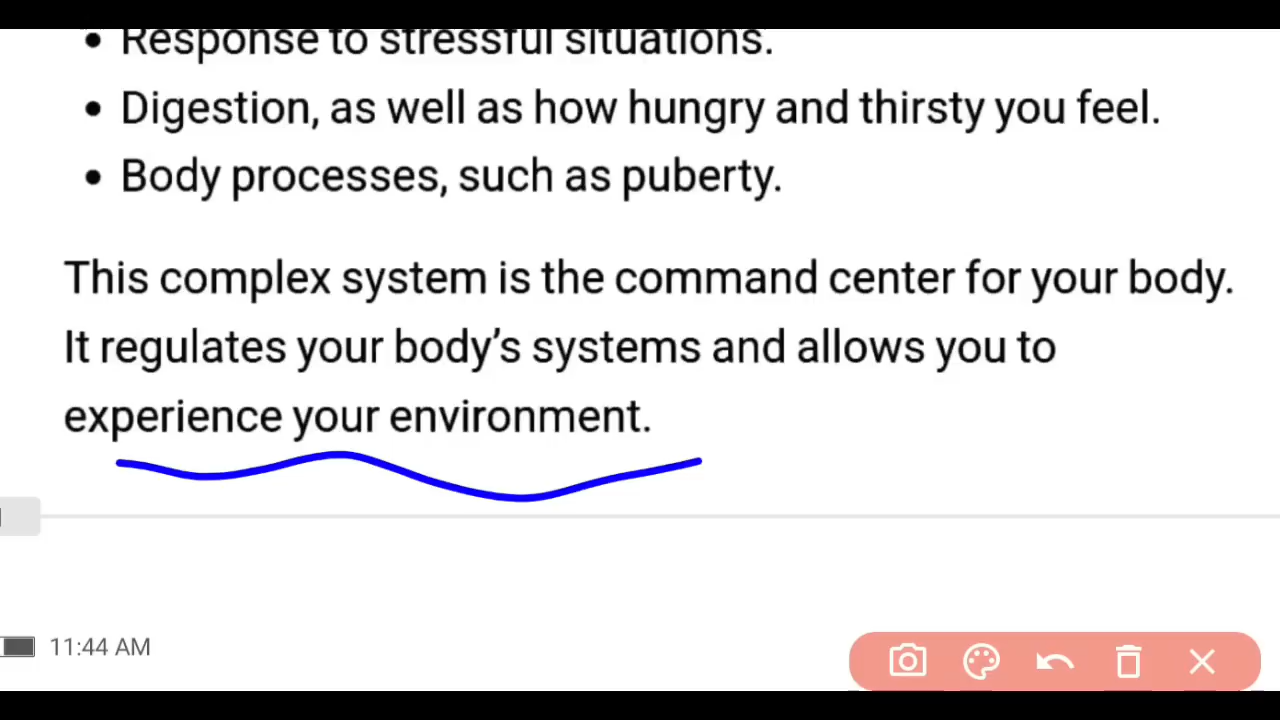 • Response to stressful situations.
• Digestion, as well as how hungry and thirsty you feel.
• Body processes, such as puberty.
This complex system is the command center for your body.
It regulates your body’s systems and allows you to
experience your environment.
11:44 AM